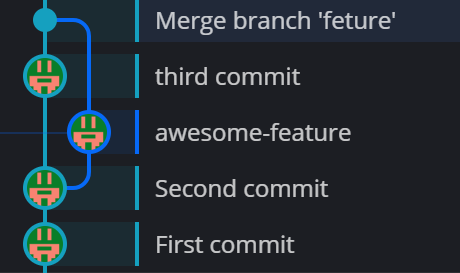 Merge branch 'feture'
third commit
awesome-feature
Second commit
First commit